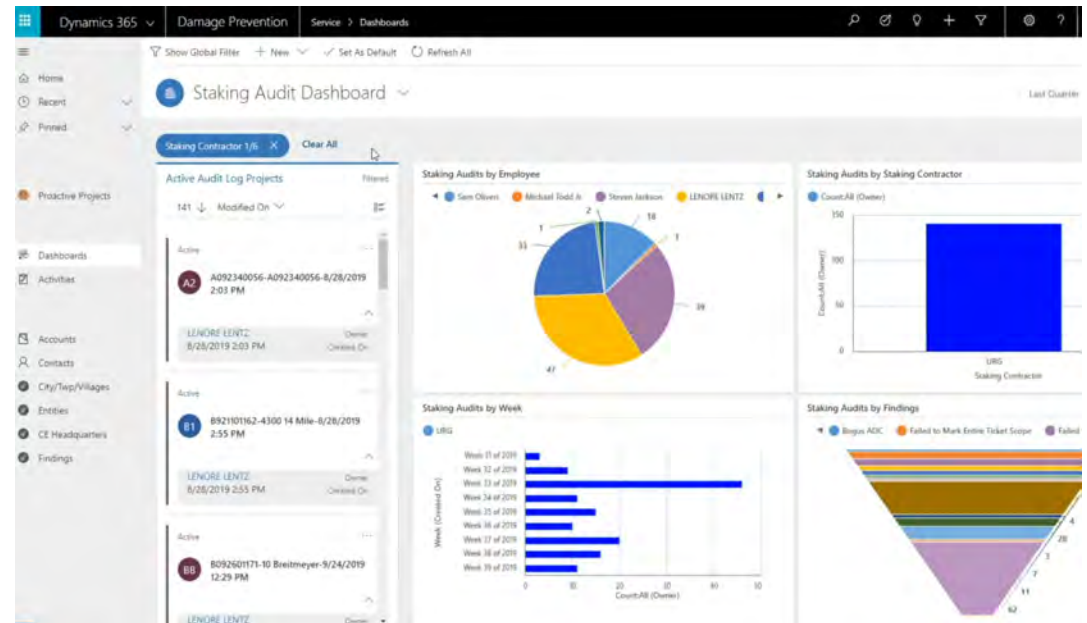 Dynamics 365
Damage Prevention
Service > Dashboards
?
Show Global Filter
+ New
Set As Default
Refresh All
Home
Recent
Pinned
Proactive Projects
Dashboards
Activities
Accounts
Contacts
City/Twp/Villages
Entities
CE Headquarters
Findings
Staking Audit Dashboard
Last Quarter
Staking Contractor 1/6 X
Clear All
Active Audit Log Projects
Filtered
141
Modified On
Active
A2
A092340056-A092340056-8/28/2019
2:03 PM
LENORE LENTZ
Owner
8/28/2019 2:03 PM
Created On
Active
B1
B921101162-4300 14 Mile-8/28/2019
2:55 PM
LENORE LENTZ
Owner
8/28/2019 2:55 PM
Created On
Active
BB
B092601171-10 Breitmeyer-9/24/2019
12:29 PM
LENORE LENTZ
Owner
Staking Audits by Employee
Steven Jackson
LENORE LENTZ
2
1
18
1
33
39
47
Staking Audits by Staking Contractor
Count:All (Owner)
150
100
50
0
Count:All (Owner)
URG
Staking Contractor
Staking Audits by Week
URG
Week (Created On)
Week 31 of 2019
Week 32 of 2019
Week 33 of 2019
Week 34 of 2019
Week 35 of 2019
Week 36 of 2019
Week 37 of 2019
Week 38 of 2019
Week 39 of 2019
0
10
20
30
40
50
Count:All (Owner)
Staking Audits by Findings
Bogus ADC
Failed to Mark Entire Ticket Scope
Failed
4
28
3
7
11
62